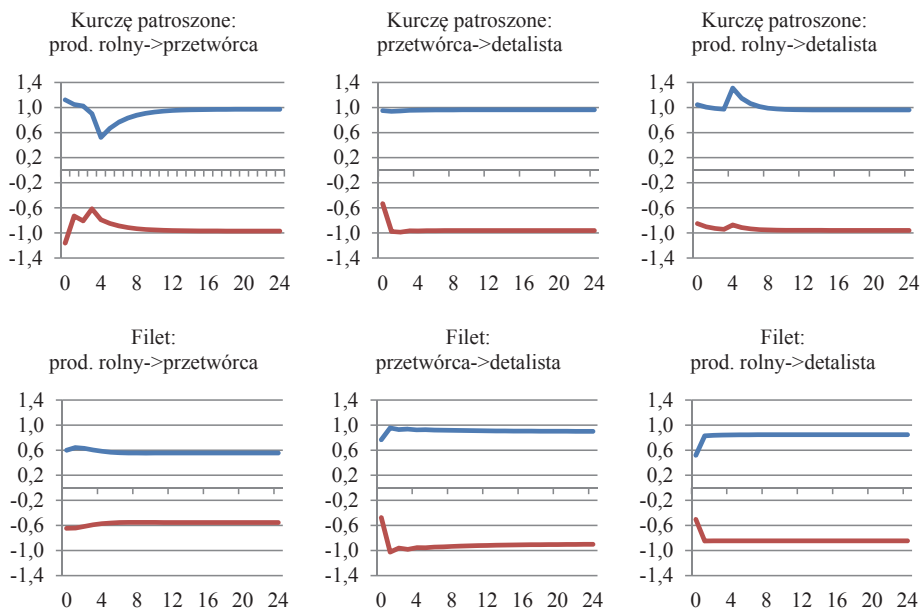 Kurczę patroszone:
prod. rolny->przetwórca
1,4
1,0
0,6
0,2
-0,2
-0,6
-1,0
-1,4
0 4 8 12 16 20 24
Kurczę patroszone:
przetwórca->detalista
1,4
1,0
0,6
0,2
-0,2
-0,6
-1,0
-1,4
0 4 8 12 16 20 24
Kurczę patroszone:
prod. rolny->detalista
1,4
1,0
0,6
0,2
-0,2
-0,6
-1,0
-1,4
0 4 8 12 16 20 24
Filet:
prod. rolny->przetwórca
1,4
1,0
0,6
0,2
-0,2
-0,6
-1,0
-1,4
0 4 8 12 16 20 24
Filet:
przetwórca->detalista
1,4
1,0
0,6
0,2
-0,2
-0,6
-1,0
-1,4
0 4 8 12 16 20 24
Filet:
prod. rolny->detalista
1,4
1,0
0,6
0,2
-0,2
-0,6
-1,0
-1,4
0 4 8 12 16 20 24